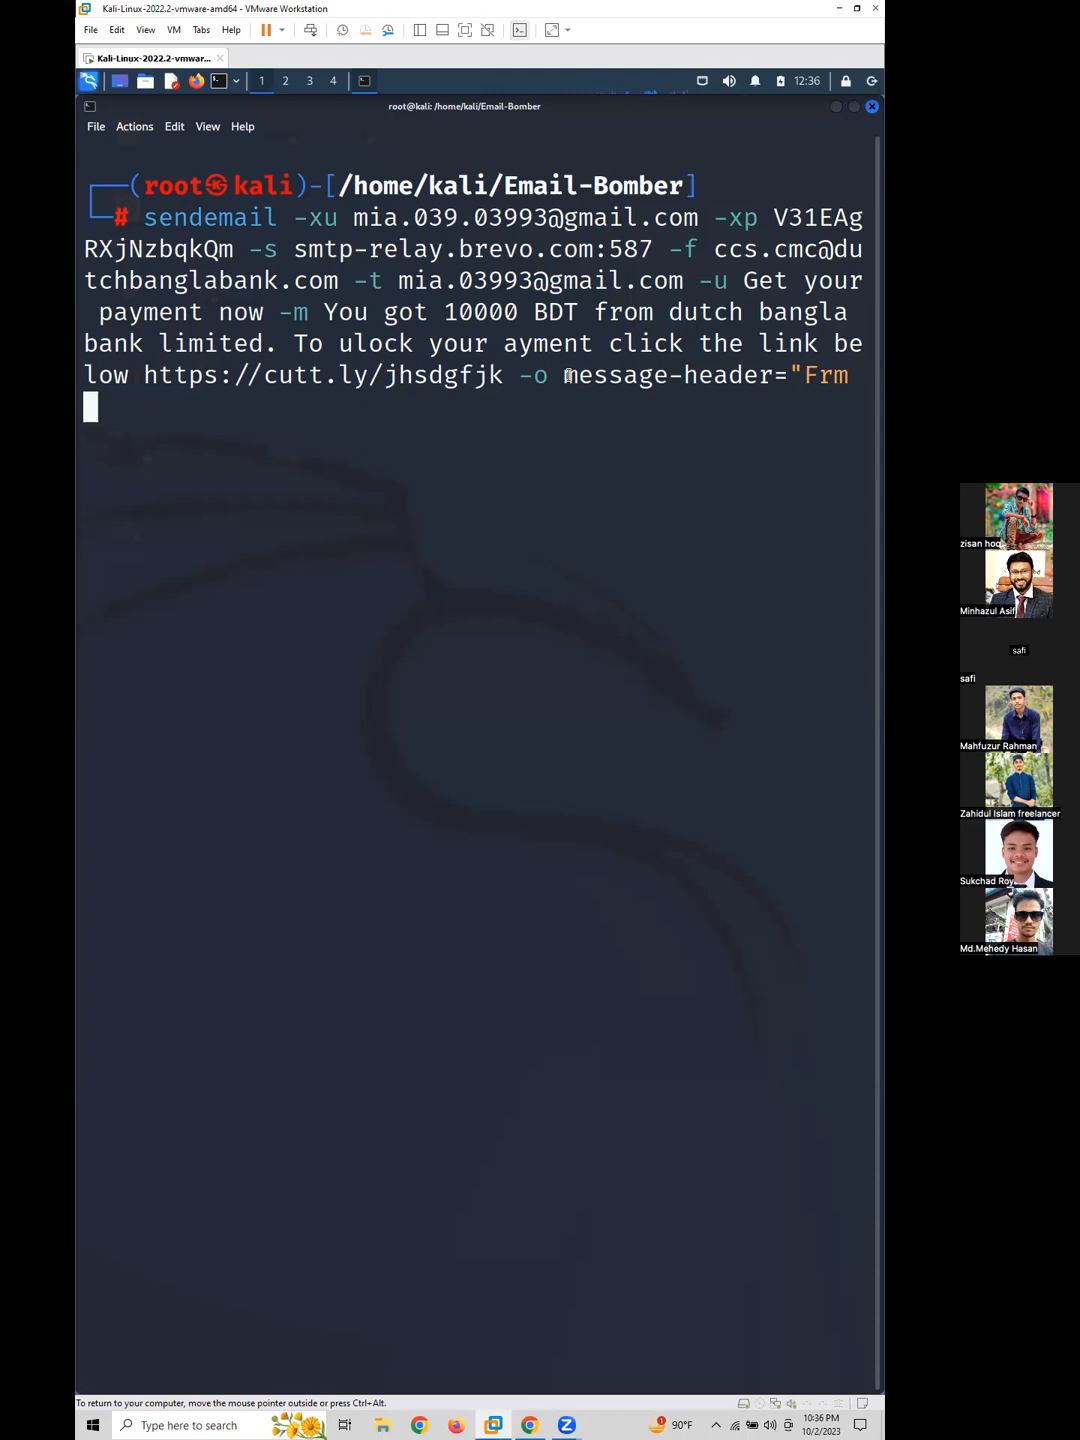 Kali-Linux-2022.2-vmware-amd64 - VMware Workstation
File Edit View VM Tabs Help
Kali-Linux-2022.2-vmwar...
1 2 3 4 12:36
root@kali: /home/kali/Email-Bomber
File Actions Edit View Help
(root㉿kali)-[/home/kali/Email-Bomber]
# sendemail -xu mia.039.03993@gmail.com -xp V31EAg
RXjNzbqkQm -s smtp-relay.brevo.com:587 -f ccs.cmc@du
tchbanglabank.com -t mia.03993@gmail.com -u Get your
payment now -m You got 10000 BDT from dutch bangla
bank limited. To ulock your ayment click the link be
low https://cutt.ly/jhsdgfjk -o message-header="Frm
zisan hoq
Minhazul Asif
safi
safi
Mahfuzur Rahman
Zahidul Islam freelancer
Sukchad Roy
Md.Mehedy Hasan
To return to your computer, move the mouse pointer outside or press Ctrl+Alt.
Type here to search
90°F
10:36 PM
10/2/2023